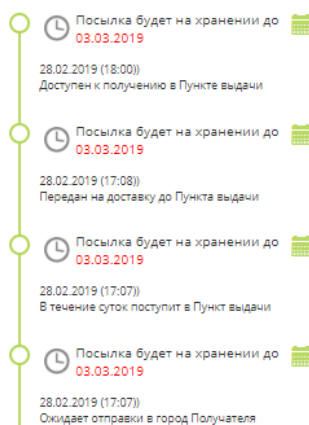 Посылка будет на хранении до
03.03.2019
28.02.2019 (18:00))
Доступен к получению в Пункте выдачи
Посылка будет на хранении до
03.03.2019
28.02.2019 (17:08))
Передан на доставку до Пункта выдачи
Посылка будет на хранении до
03.03.2019
28.02.2019 (17:07))
В течение суток поступит в Пункт выдачи
Посылка будет на хранении до
03.03.2019
28.02.2019 (17:07))
Ожидает отправки в город Получателя